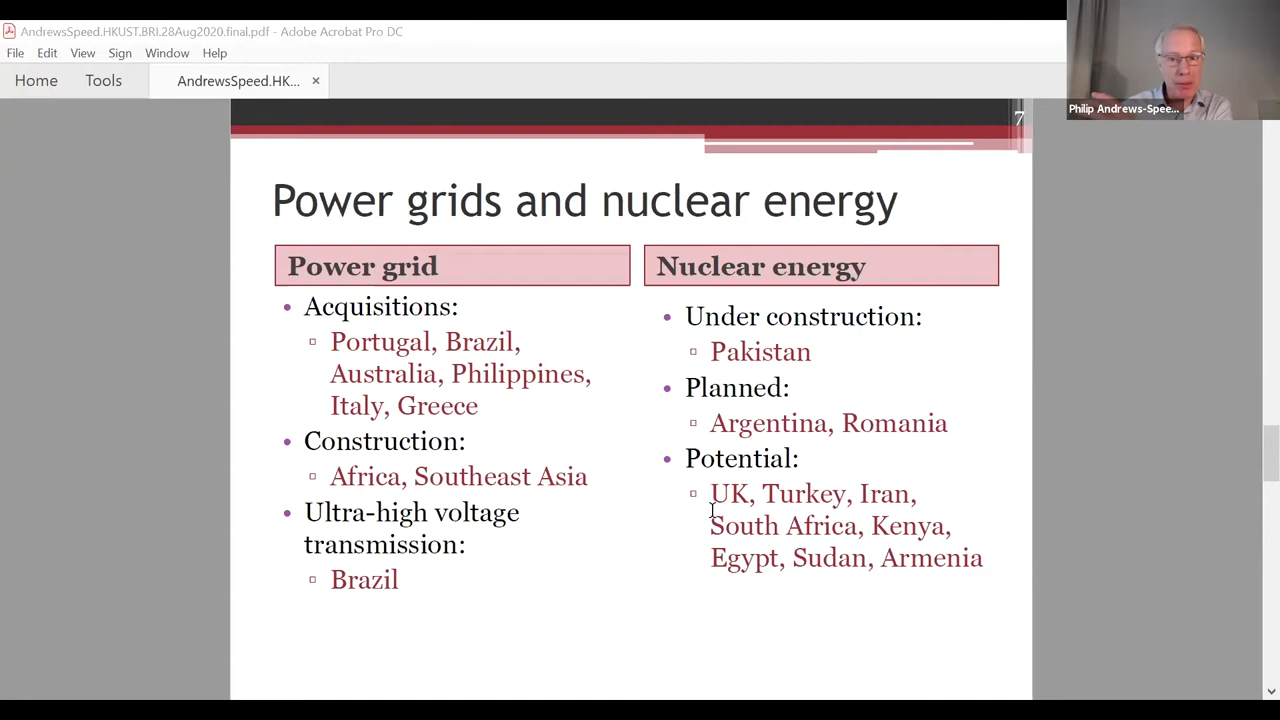 AndrewsSpeed.HKUST.BRI.28Aug2020.final.pdf - Adobe Acrobat Pro DC
File Edit View Sign Window Help
Home Tools AndrewsSpeed.HK... ×
Philip Andrews-Spee...
7
Power grids and nuclear energy
Power grid
• Acquisitions:
Portugal, Brazil,
Australia, Philippines,
Italy, Greece
• Construction:
Africa, Southeast Asia
• Ultra-high voltage
transmission:
Brazil
Nuclear energy
• Under construction:
Pakistan
• Planned:
Argentina, Romania
• Potential:
UK, Turkey, Iran,
South Africa, Kenya,
Egypt, Sudan, Armenia